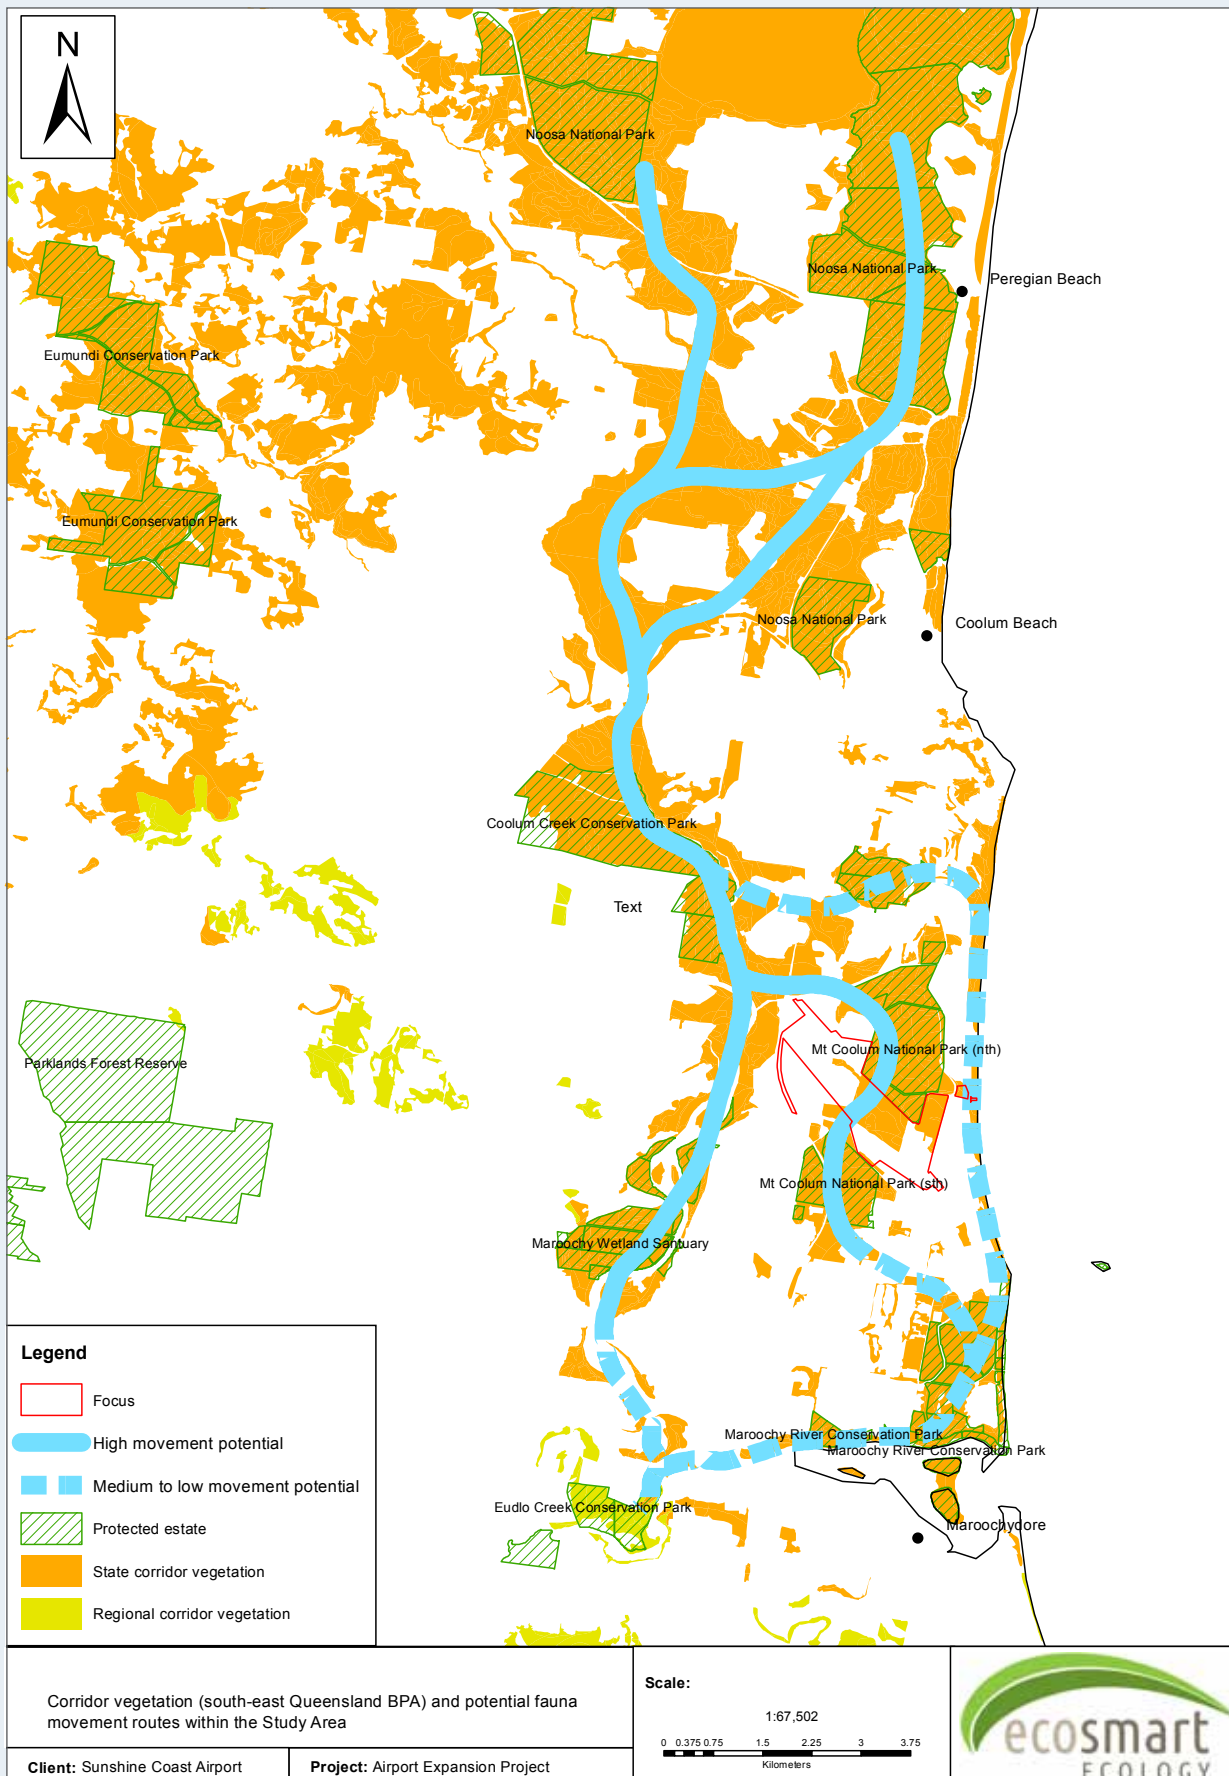 N
Noosa National Park
Noosa National Park
Peregian Beach
Eumundi Conservation Park
Eumundi Conservation Park
Noosa National Park
Coolum Beach
Coolum Creek Conservation Park
Text
Mt Coolum National Park (nth)
Parklands Forest Reserve
Mt Coolum National Park (sth)
Maroochy Wetland Santuary
Maroochy River Conservation Park
Maroochy River Conservation Park
Eudlo Creek Conservation Park
Maroochydore
Legend
Focus
High movement potential
Medium to low movement potential
Protected estate
State corridor vegetation
Regional corridor vegetation
Corridor vegetation (south-east Queensland BPA) and potential fauna
movement routes within the Study Area
Scale:
1:67,502
0 0.375 0.75 1.5 2.25 3 3.75
Kilometers
Client: Sunshine Coast Airport
Project: Airport Expansion Project
ecosmart
ECOLOGY